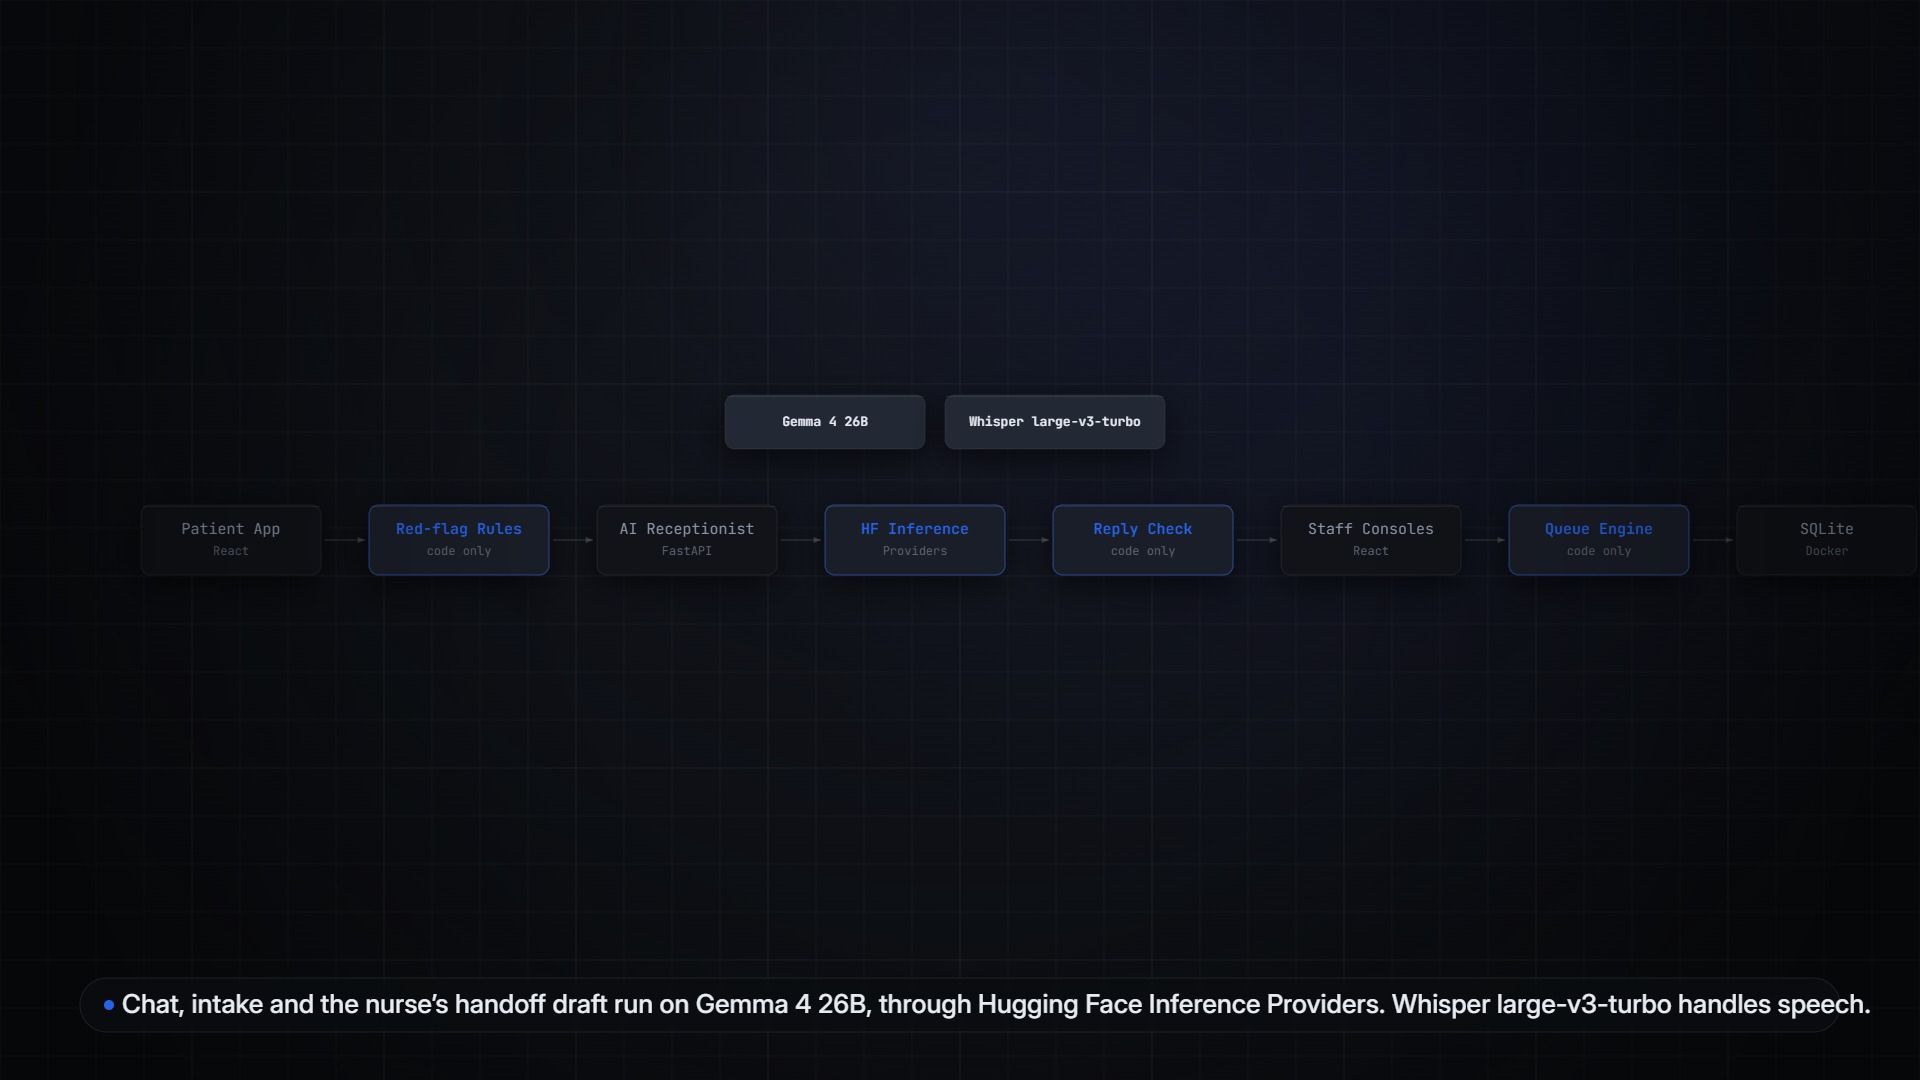 Gemma 4 26B
Whisper large-v3-turbo
Patient App
React
Red-flag Rules
code only
AI Receptionist
FastAPI
HF Inference
Providers
Reply Check
code only
Staff Consoles
React
Queue Engine
code only
SQLite
Docker
Chat, intake and the nurse’s handoff draft run on Gemma 4 26B, through Hugging Face Inference Providers. Whisper large-v3-turbo handles speech.